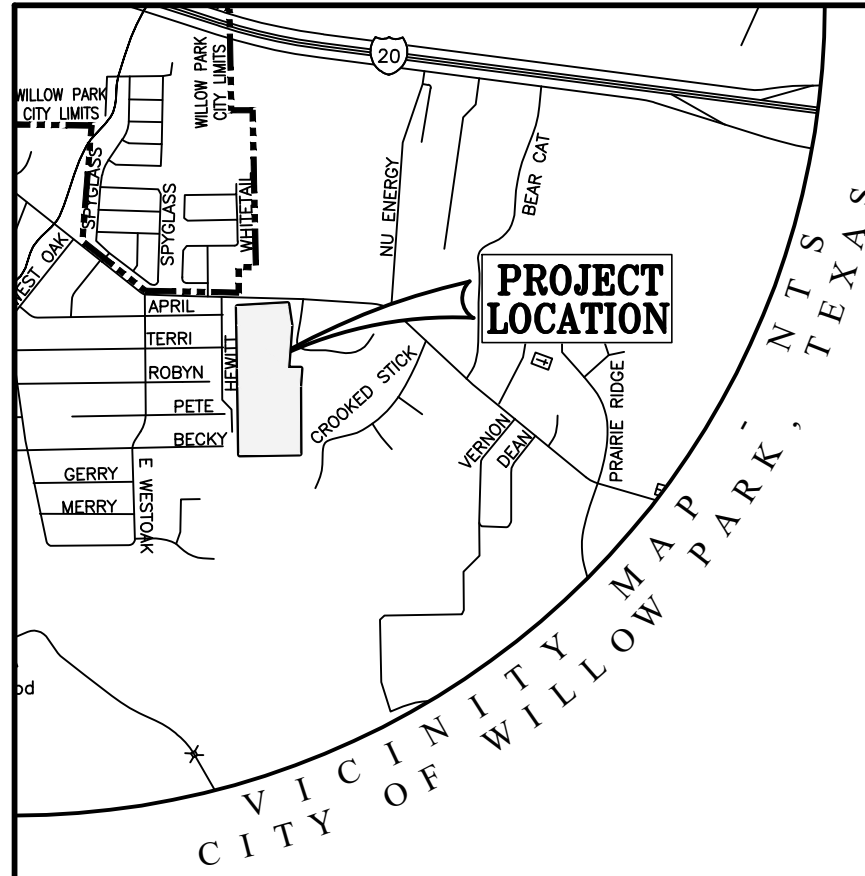 20
WILLOW PARK
CITY LIMITS
WILLOW PARK
CITY LIMITS
SPYGLASS
SPYGLASS
WHITETAIL
NU ENERGY
BEAR CAT
WEST OAK
PROJECT
LOCATION
APRIL
TERRI
HEWITT
ROBYN
PETE
BECKY
CROOKED STICK
VERNON
DEAN
PRAIRIE RIDGE
GERRY
MERRY
E WESTOAK
od
VICINITY MAP - NTS
CITY OF WILLOW PARK, TEXAS